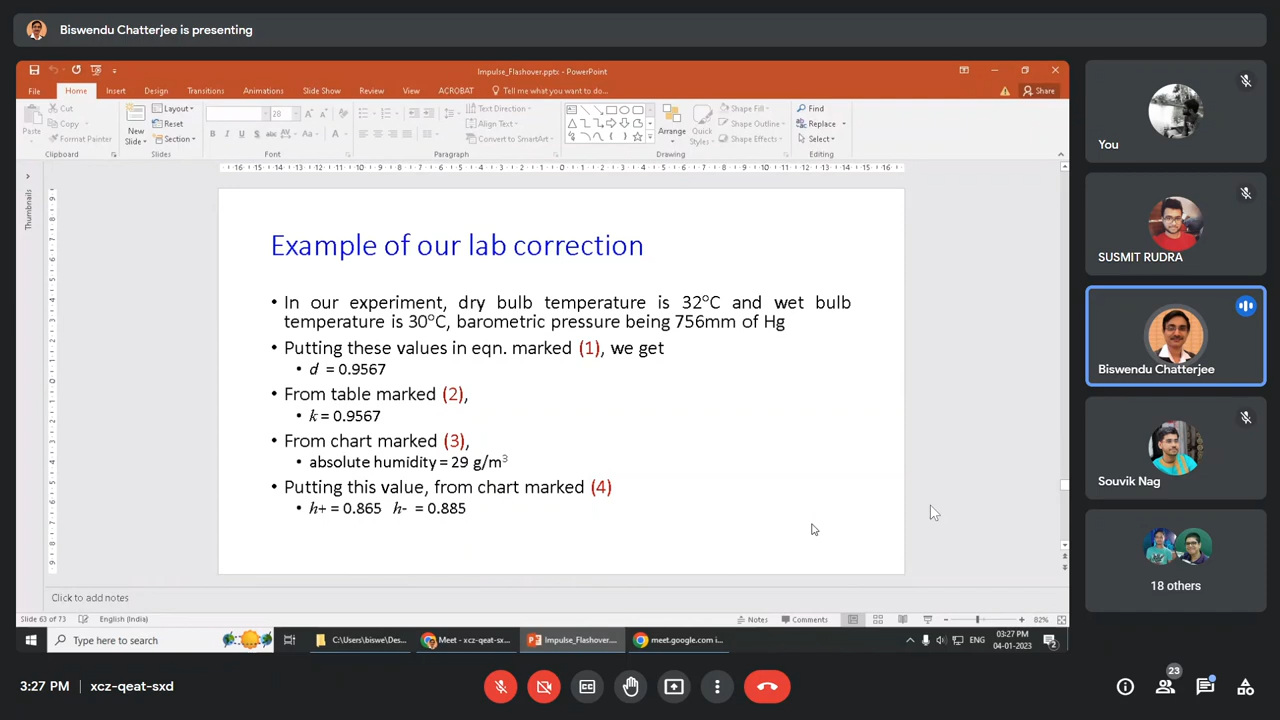 Biswendu Chatterjee is presenting
Impulse_Flashover.pptx - PowerPoint
File Home Insert Design Transitions Animations Slide Show Review View ACROBAT Tell me what you want to do... Share
Paste
Cut
Copy
Format Painter
Clipboard
New Slide
Layout
Reset
Section
Slides
28
Font
Paragraph
Text Direction
Align Text
Convert to SmartArt
Arrange
Quick Styles
Shape Fill
Shape Outline
Shape Effects
Drawing
Find
Replace
Select
Editing
Thumbnails
Example of our lab correction
• In our experiment, dry bulb temperature is 32°C and wet bulb
temperature is 30°C, barometric pressure being 756mm of Hg
• Putting these values in eqn. marked (1), we get
• d = 0.9567
• From table marked (2),
• k = 0.9567
• From chart marked (3),
• absolute humidity = 29 g/m³
• Putting this value, from chart marked (4)
• h+ = 0.865 h- = 0.885
Click to add notes
Slide 63 of 73 English (India) Notes Comments 82%
Type here to search
C:\Users\biswe\Des...
Meet - xcz-qeat-sx...
Impulse_Flashover....
meet.google.com i...
ENG
03:27 PM
04-01-2023
2
You
SUSMIT RUDRA
Biswendu Chatterjee
Souvik Nag
18 others
3:27 PM xcz-qeat-sxd
23